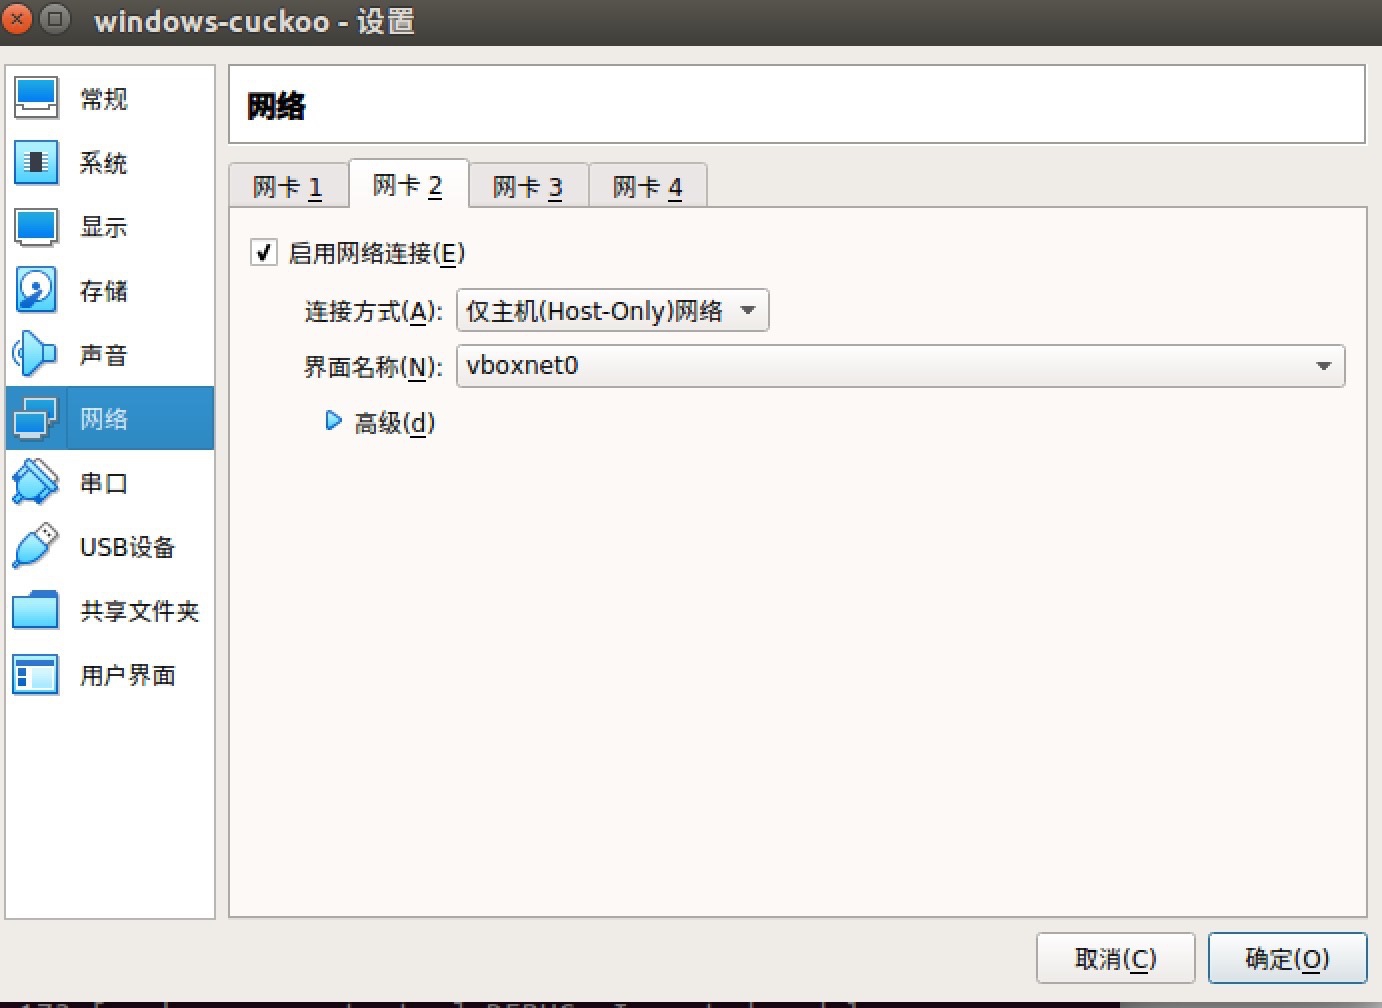 windows-cuckoo - 设置
常规
系统
显示
存储
声音
网络
串口
USB设备
共享文件夹
用户界面
网络
网卡 1
网卡 2
网卡 3
网卡 4
启用网络连接(E)
连接方式(A): 仅主机(Host-Only)网络
界面名称(N): vboxnet0
高级(d)
取消(C)
确定(O)